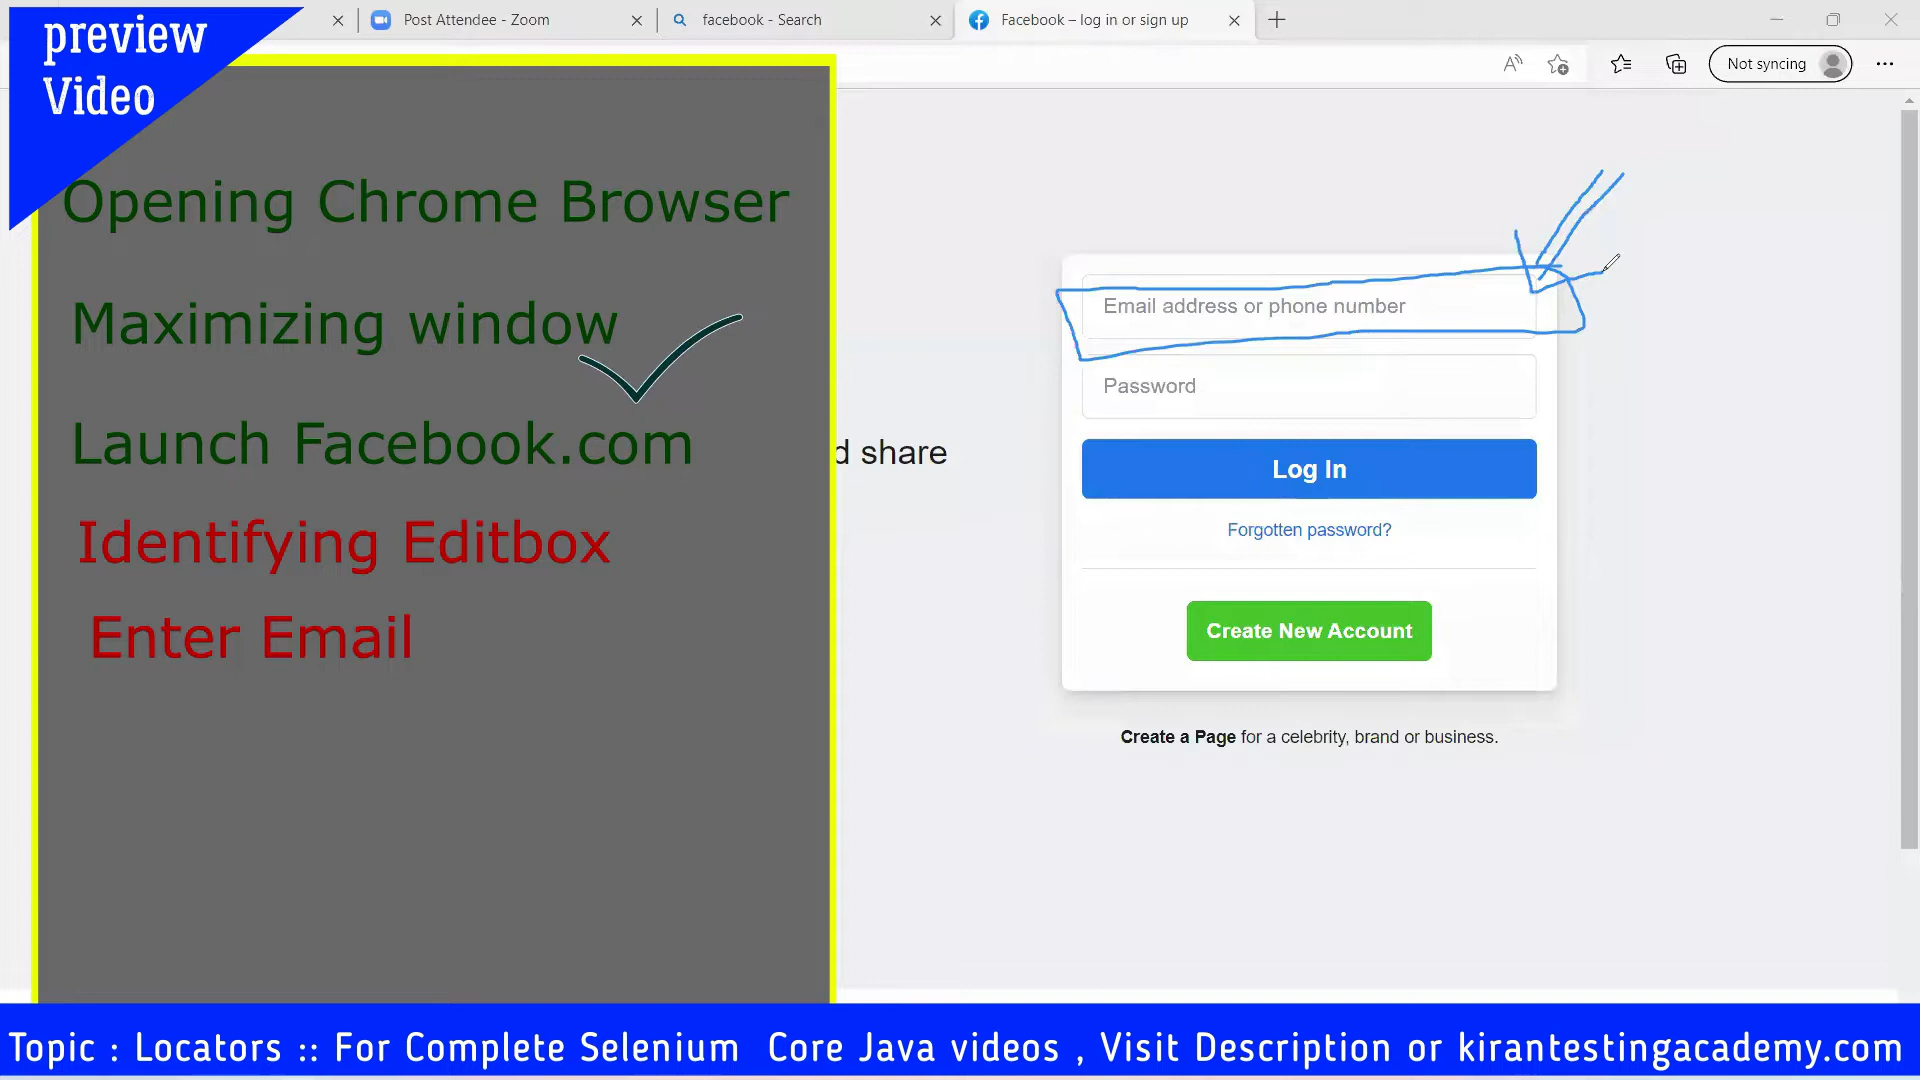 preview
Video
Post Attendee - Zoom
facebook - Search
Facebook – log in or sign up
Not syncing
Opening Chrome Browser
Maximizing window
Launch Facebook.com
Identifying Editbox
Enter Email
d share
Email address or phone number
Password
Log In
Forgotten password?
Create New Account
Create a Page for a celebrity, brand or business.
Topic : Locators :: For Complete Selenium Core Java videos , Visit Description or kirantestingacademy.com